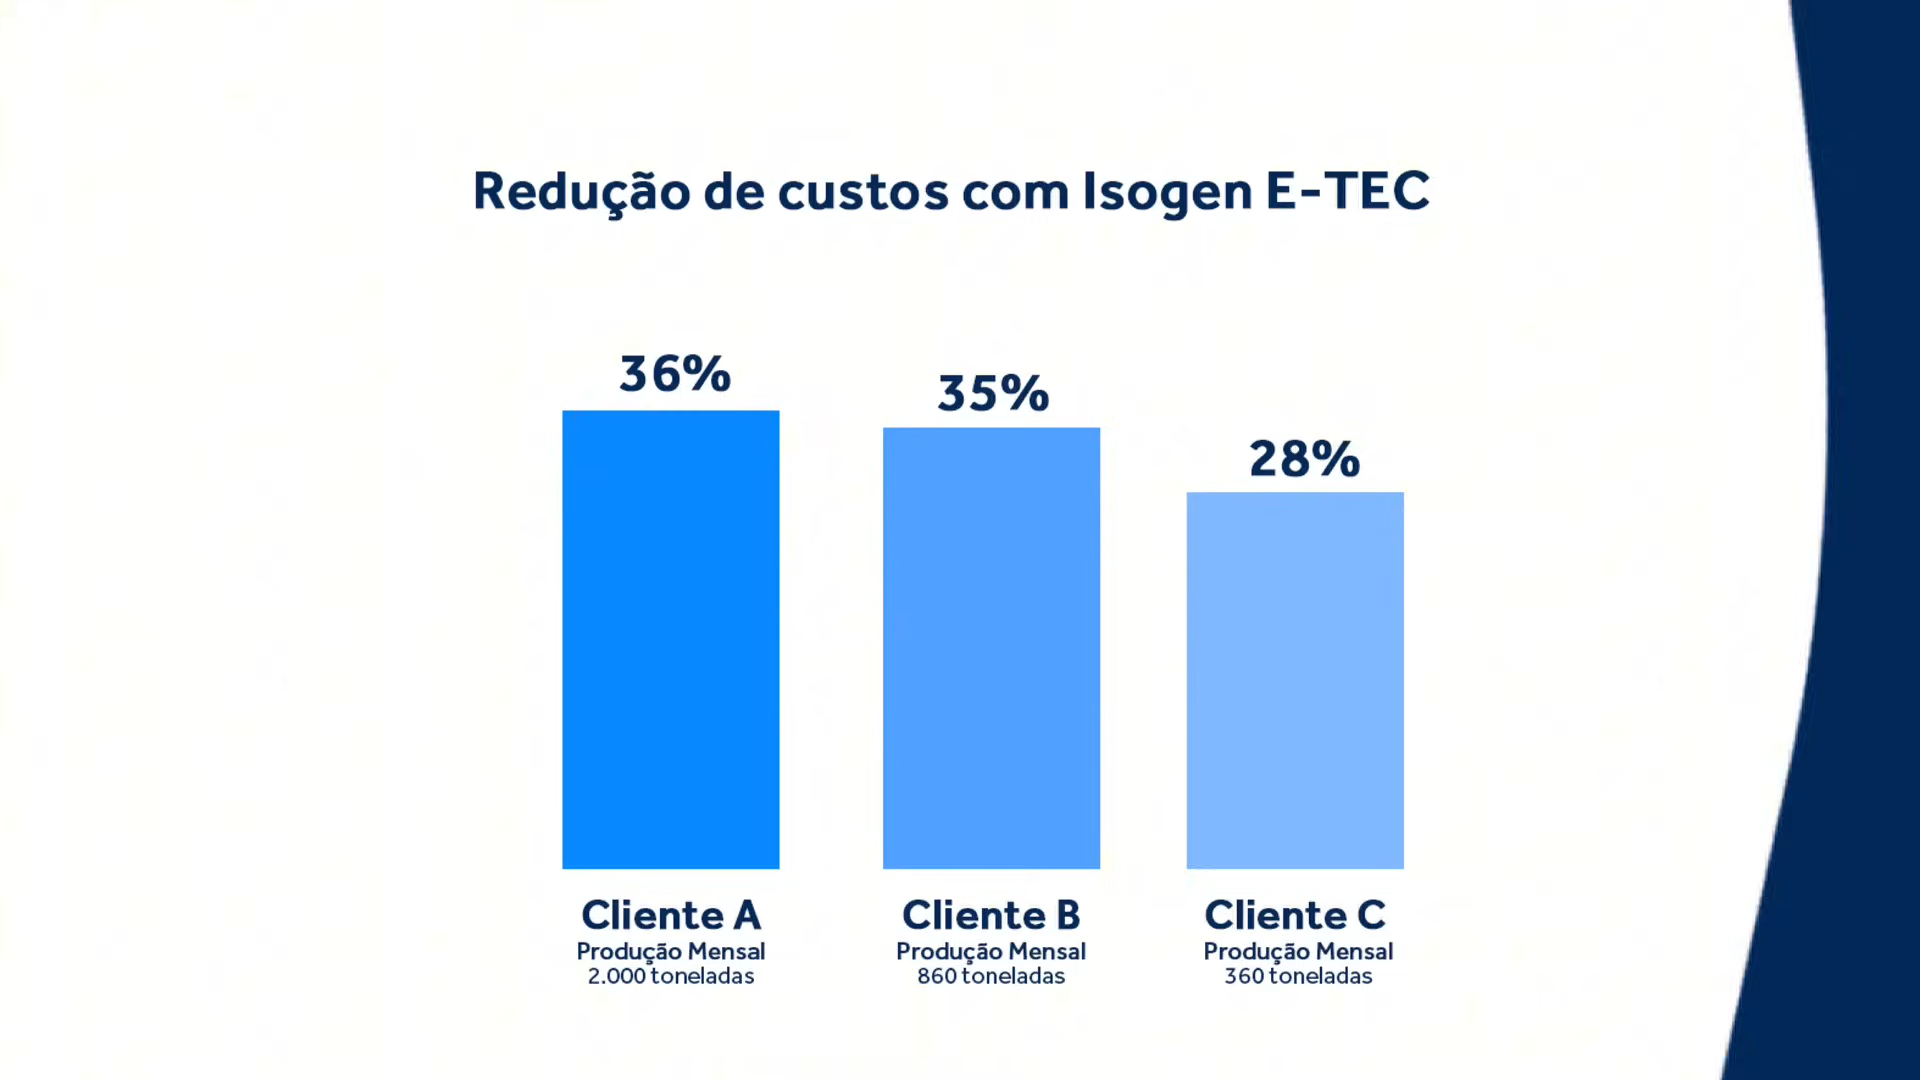 Redução de custos com Isogen E-TEC
36%
35%
28%
Cliente A
Produção Mensal
2.000 toneladas
Cliente B
Produção Mensal
860 toneladas
Cliente C
Produção Mensal
360 toneladas